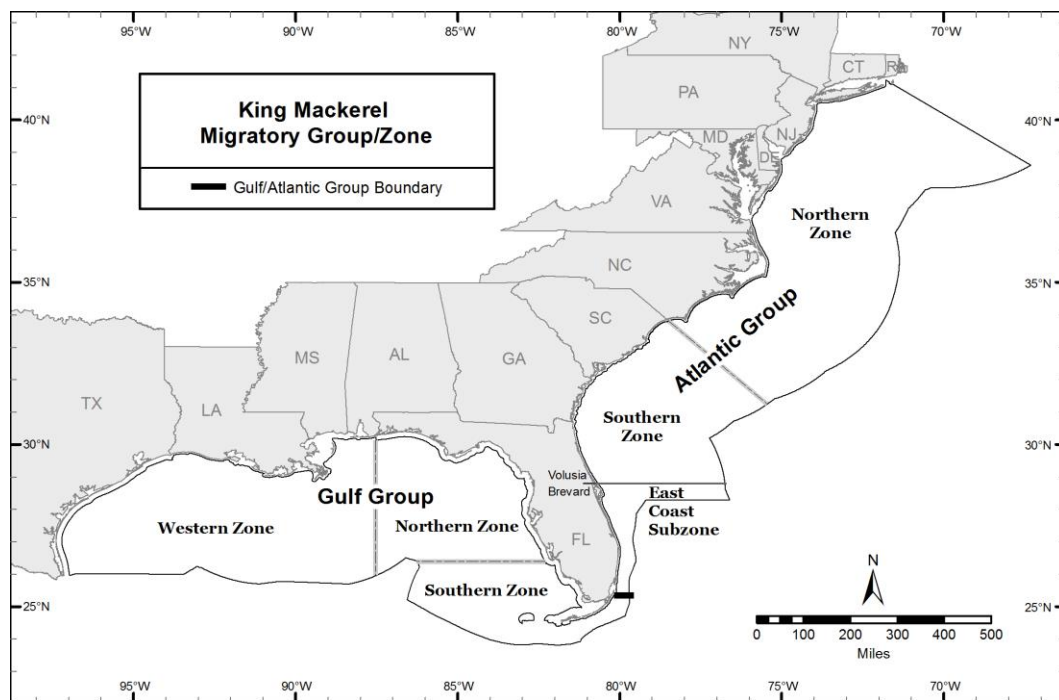 95°W 90°W 85°W 80°W 75°W 70°W
King Mackerel
Migratory Group/Zone
Gulf/Atlantic Group Boundary
40°N 40°N
35°N 35°N
30°N 30°N
25°N 25°N
NY
CT
PA
NJ
MD
DE
VA
NC
SC
MS
AL
GA
TX
LA
FL
Northern
Zone
Atlantic Group
Southern
Zone
Volusia
Brevard
East
Coast
Subzone
Gulf Group
Western Zone
Northern Zone
Southern Zone
N
0 100 200 300 400 500
Miles
95°W 90°W 85°W 80°W 75°W 70°W